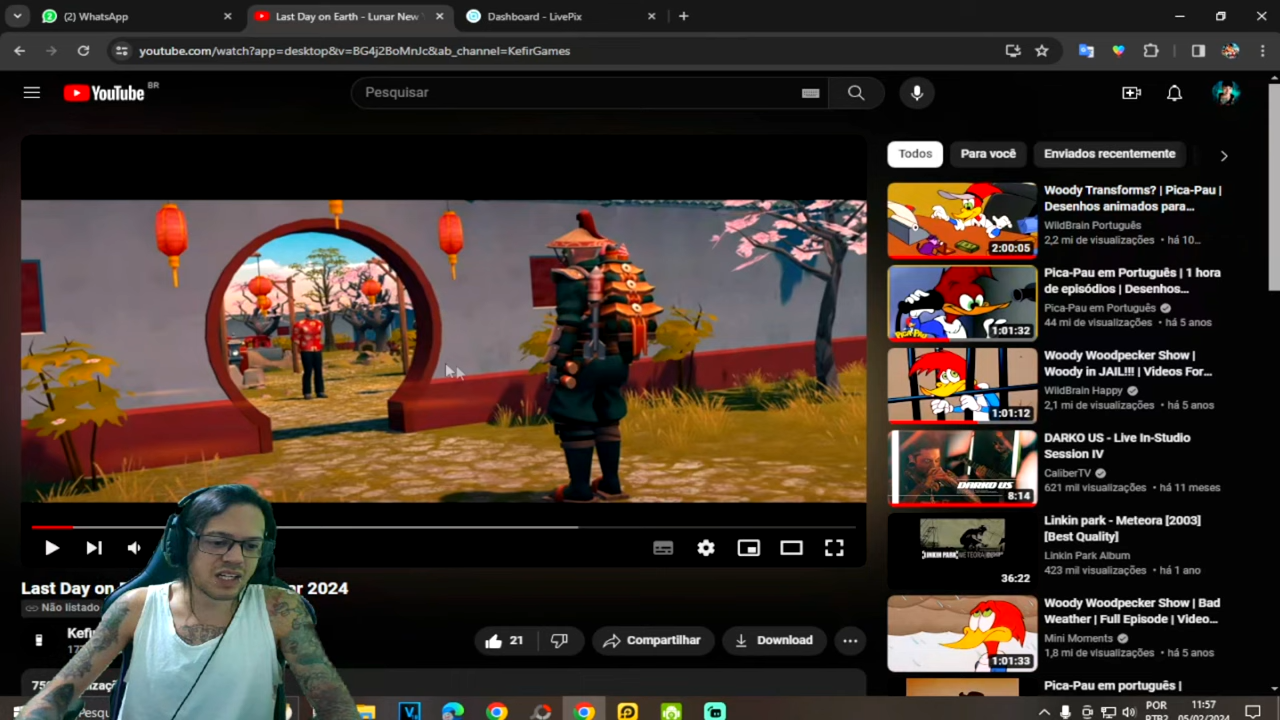 (2) WhatsApp
Last Day on Earth - Lunar New
Dashboard - LivePix
youtube.com/watch?app=desktop&v=BG4j2BoMnJc&ab_channel=KefirGames
YouTube BR
Pesquisar
Todos
Para você
Enviados recentemente
Woody Transforms? | Pica-Pau |
Desenhos animados para...
WildBrain Português
2,2 mi de visualizações • há 10...
2:00:05
Pica-Pau em Português | 1 hora
de episódios | Desenhos...
Pica-Pau em Português
44 mi de visualizações • há 5 anos
1:01:32
Woody Woodpecker Show |
Woody in JAIL!!! | Videos For...
WildBrain Happy
2,1 mi de visualizações • há 5 anos
1:01:12
DARKO US - Live In-Studio
Session IV
CaliberTV
621 mil visualizações • há 11 meses
DARKO US
8:14
Linkin park - Meteora [2003]
[Best Quality]
Linkin Park Album
423 mil visualizações • há 1 ano
36:22
Woody Woodpecker Show | Bad
Weather | Full Episode | Video...
Mini Moments
1,8 mi de visualizações • há 5 anos
1:01:33
Pica-Pau em português |
Last Day on
2024
Não listado
Kefir
21
Compartilhar
Download
Pesqu
POR
11:57
PTB2
05/02/2024